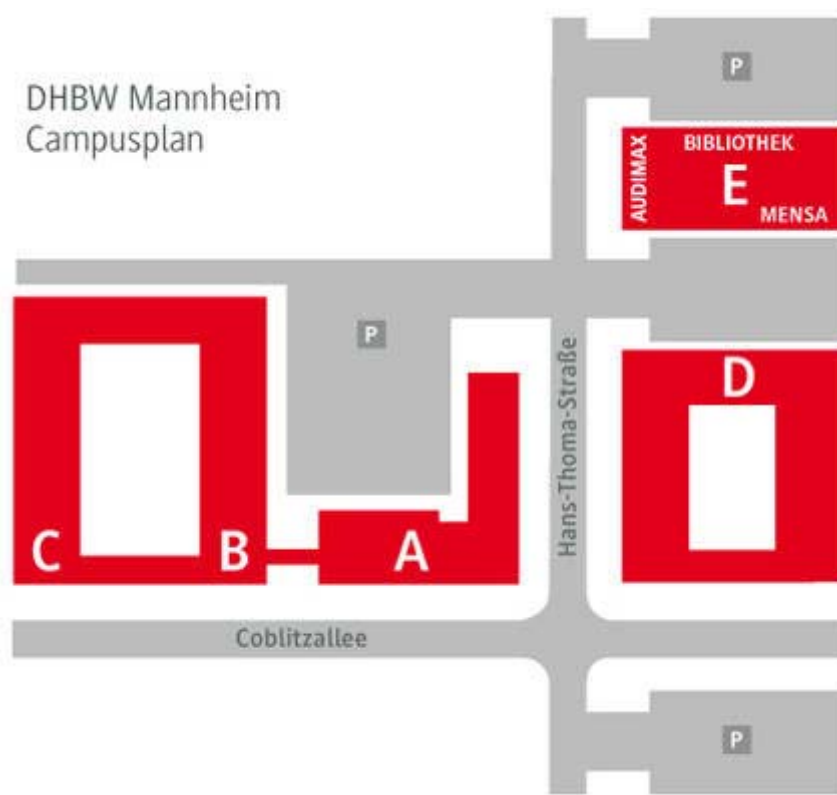 DHBW Mannheim
Campusplan
P
AUDIMAX
BIBLIOTHEK
E
MENSA
P
Hans-Thoma-Straße
D
C
B
A
Coblitzallee
P